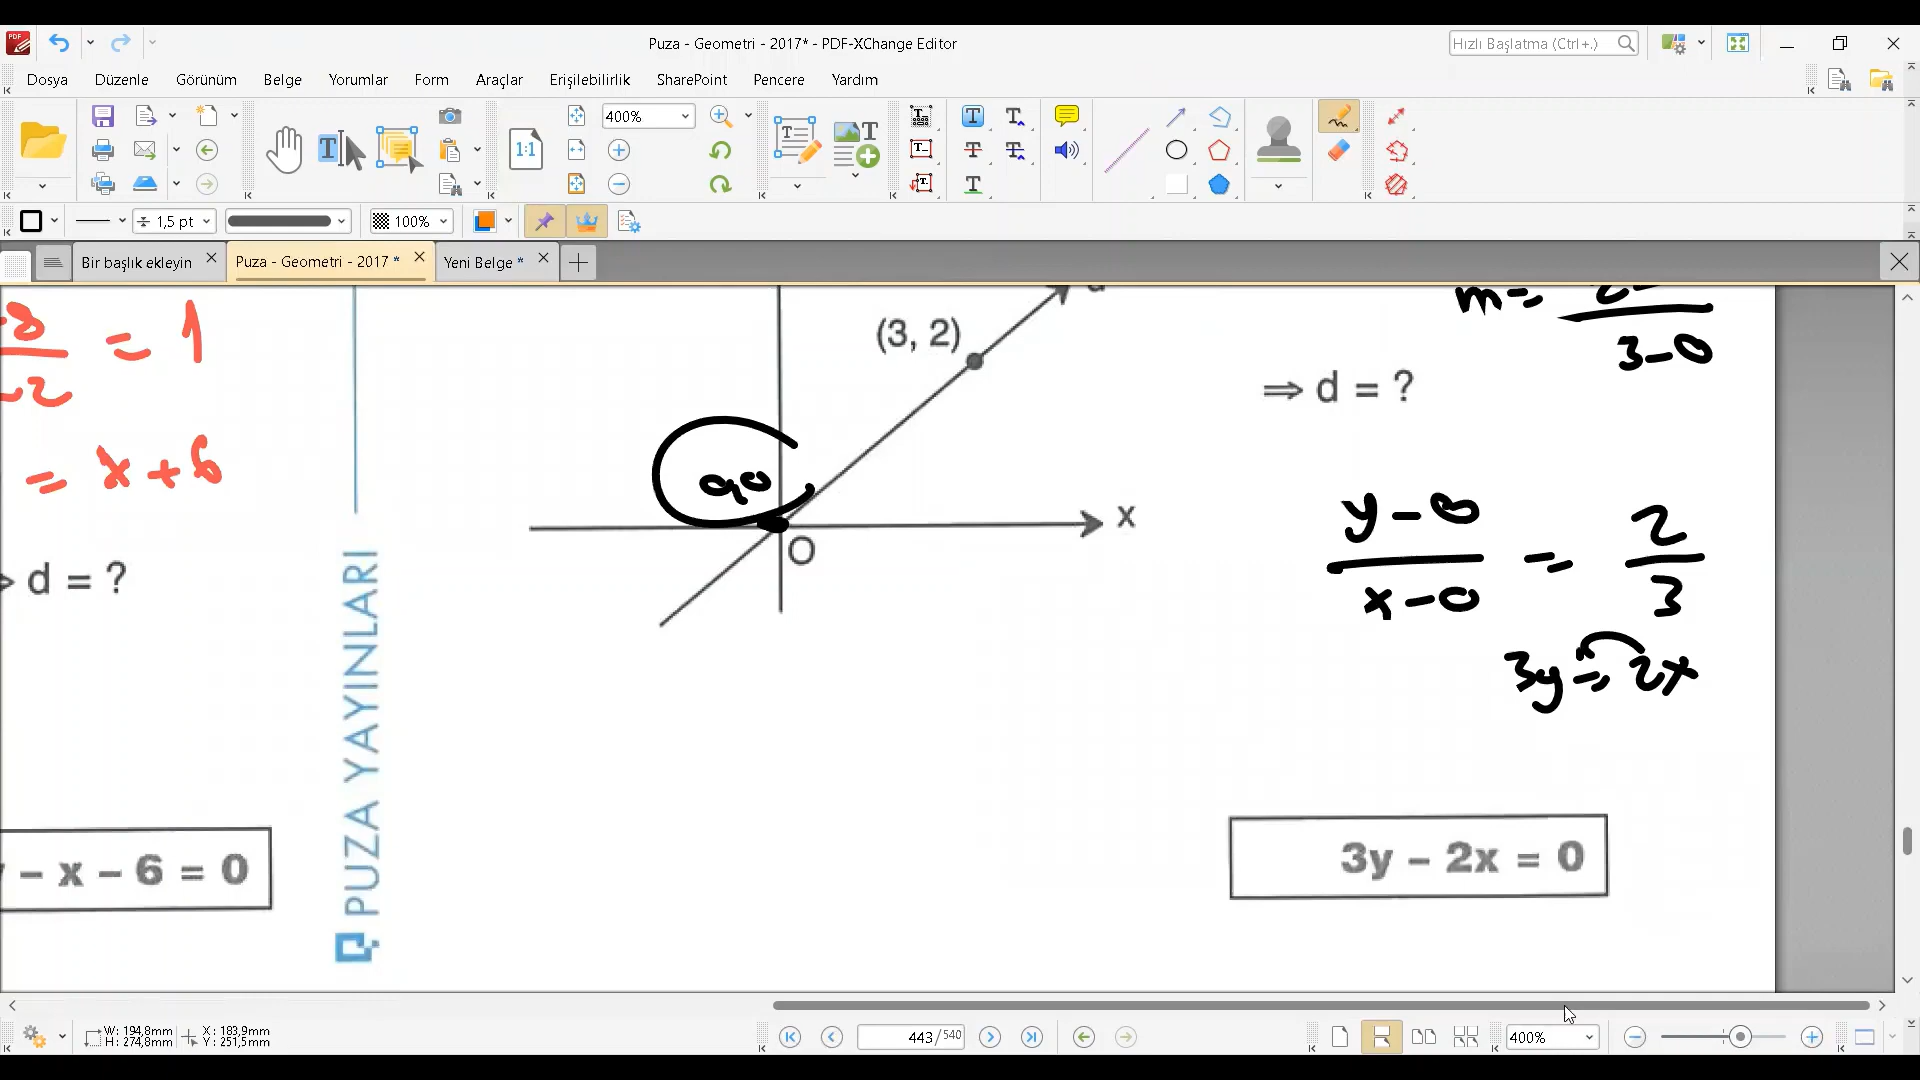 Puza - Geometri - 2017* - PDF-XChange Editor
Hızlı Başlatma (Ctrl+.)
Dosya Düzenle Görünüm Belge Yorumlar Form Araçlar Erişilebilirlik SharePoint Pencere Yardım
400%
1:1
1,5 pt
100%
Bir başlık ekleyin
Puza - Geometri - 2017 *
Yeni Belge *
= 1
= x + 6
d = ?
– x – 6 = 0
PUZA YAYINLARI
(3, 2)
x
O
m =
3 – 0
⇒ d = ?
y – 0 = 2
x – 0 3
3y = 2x
3y – 2x = 0
W: 194,8mm
H: 274,8mm
X: 183,9mm
Y: 251,5mm
443 / 540
400%